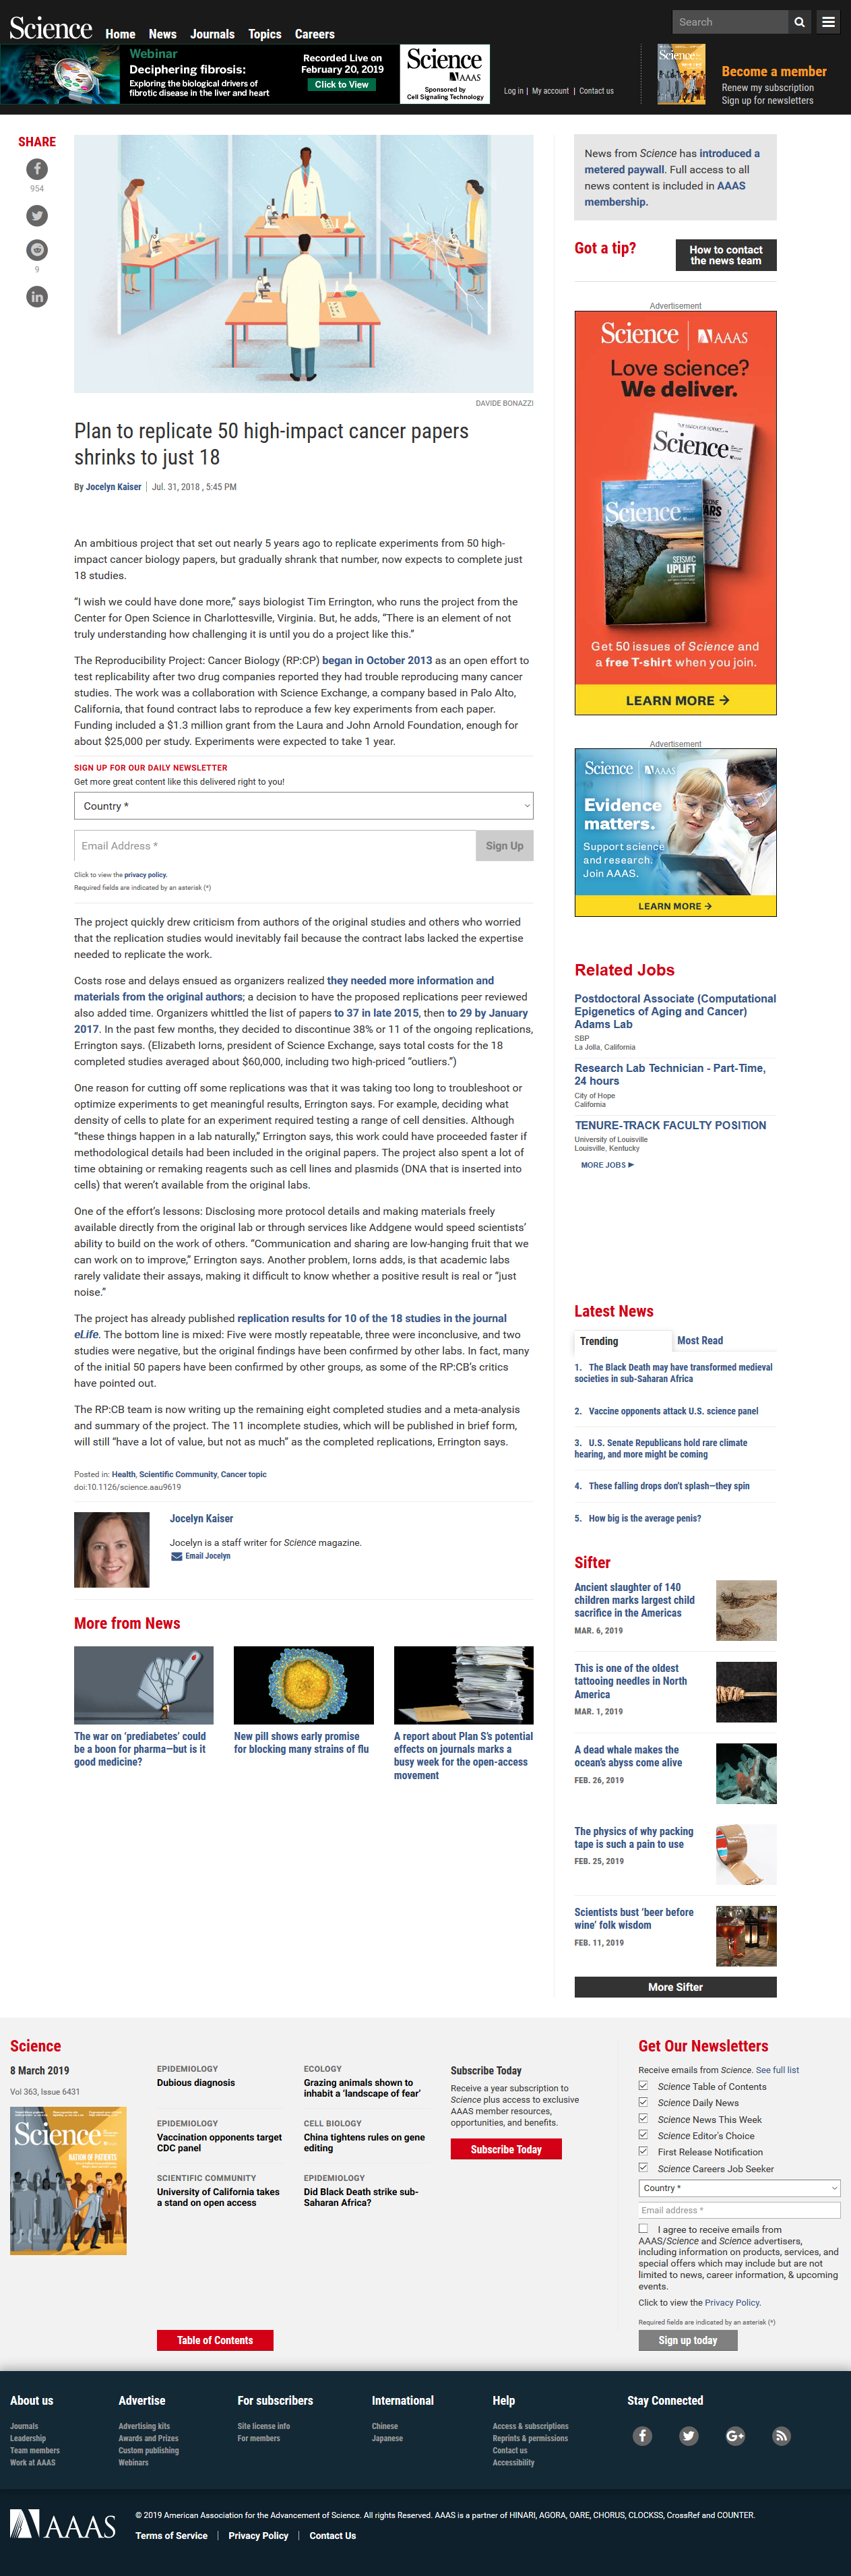 Science
Home News Journals Topics Careers
Search
Webinar
Deciphering fibrosis:
Exploring the biological drivers of
fibrotic disease in the liver and heart
Recorded Live on
February 20, 2019
Click to View
Science
AAAS
Sponsored by
Cell Signaling Technology
Log in | My account | Contact us
Science
Become a member
Renew my subscription
Sign up for newsletters
SHARE
954
9
DAVIDE BONAZZI
Plan to replicate 50 high-impact cancer papers
shrinks to just 18
By Jocelyn Kaiser | Jul. 31, 2018 , 5:45 PM
An ambitious project that set out nearly 5 years ago to replicate experiments from 50 high-
impact cancer biology papers, but gradually shrank that number, now expects to complete just
18 studies.
“I wish we could have done more,” says biologist Tim Errington, who runs the project from the
Center for Open Science in Charlottesville, Virginia. But, he adds, “There is an element of not
truly understanding how challenging it is until you do a project like this.”
The Reproducibility Project: Cancer Biology (RP:CP) began in October 2013 as an open effort to
test replicability after two drug companies reported they had trouble reproducing many cancer
studies. The work was a collaboration with Science Exchange, a company based in Palo Alto,
California, that found contract labs to reproduce a few key experiments from each paper.
Funding included a $1.3 million grant from the Laura and John Arnold Foundation, enough for
about $25,000 per study. Experiments were expected to take 1 year.
SIGN UP FOR OUR DAILY NEWSLETTER
Get more great content like this delivered right to you!
Country *
Email Address *
Sign Up
Click to view the privacy policy.
Required fields are indicated by an asterisk (*)
The project quickly drew criticism from authors of the original studies and others who worried
that the replication studies would inevitably fail because the contract labs lacked the expertise
needed to replicate the work.
Costs rose and delays ensued as organizers realized they needed more information and
materials from the original authors; a decision to have the proposed replications peer reviewed
also added time. Organizers whittled the list of papers to 37 in late 2015, then to 29 by January
2017. In the past few months, they decided to discontinue 38% or 11 of the ongoing replications,
Errington says. (Elizabeth Iorns, president of Science Exchange, says total costs for the 18
completed studies averaged about $60,000, including two high-priced “outliers.”)
One reason for cutting off some replications was that it was taking too long to troubleshoot or
optimize experiments to get meaningful results, Errington says. For example, deciding what
density of cells to plate for an experiment required testing a range of cell densities. Although
“these things happen in a lab naturally,” Errington says, this work could have proceeded faster if
methodological details had been included in the original papers. The project also spent a lot of
time obtaining or remaking reagents such as cell lines and plasmids (DNA that is inserted into
cells) that weren’t available from the original labs.
One of the effort’s lessons: Disclosing more protocol details and making materials freely
available directly from the original lab or through services like Addgene would speed scientists’
ability to build on the work of others. “Communication and sharing are low-hanging fruit that we
can work on to improve,” Errington says. Another problem, Iorns adds, is that academic labs
rarely validate their assays, making it difficult to know whether a positive result is real or “just
noise.”
The project has already published replication results for 10 of the 18 studies in the journal
eLife. The bottom line is mixed: Five were mostly repeatable, three were inconclusive, and two
studies were negative, but the original findings have been confirmed by other labs. In fact, many
of the initial 50 papers have been confirmed by other groups, as some of the RP:CB’s critics
have pointed out.
The RP:CB team is now writing up the remaining eight completed studies and a meta-analysis
and summary of the project. The 11 incomplete studies, which will be published in brief form,
will still “have a lot of value, but not as much” as the completed replications, Errington says.
Posted in: Health, Scientific Community, Cancer topic
doi:10.1126/science.aau9619
Jocelyn Kaiser
Jocelyn is a staff writer for Science magazine.
Email Jocelyn
More from News
The war on ‘prediabetes’ could
be a boon for pharma—but is it
good medicine?
New pill shows early promise
for blocking many strains of flu
A report about Plan S’s potential
effects on journals marks a
busy week for the open-access
movement
News from Science has introduced a
metered paywall. Full access to all
news content is included in AAAS
membership.
Got a tip?
How to contact
the news team
Advertisement
Science | AAAS
Love science?
We deliver.
Science
Science
SEISMIC
UPLIFT
Get 50 issues of Science and
a free T-shirt when you join.
LEARN MORE →
Advertisement
Science | AAAS
Evidence
matters.
Support science
and research.
Join AAAS.
LEARN MORE →
Related Jobs
Postdoctoral Associate (Computational
Epigenetics of Aging and Cancer)
Adams Lab
SBP
La Jolla, California
Research Lab Technician - Part-Time,
24 hours
City of Hope
California
TENURE-TRACK FACULTY POSITION
University of Louisville
Louisville, Kentucky
MORE JOBS ►
Latest News
Trending
Most Read
1. The Black Death may have transformed medieval
societies in sub-Saharan Africa
2. Vaccine opponents attack U.S. science panel
3. U.S. Senate Republicans hold rare climate
hearing, and more might be coming
4. These falling drops don’t splash—they spin
5. How big is the average penis?
Sifter
Ancient slaughter of 140
children marks largest child
sacrifice in the Americas
MAR. 6, 2019
This is one of the oldest
tattooing needles in North
America
MAR. 1, 2019
A dead whale makes the
ocean’s abyss come alive
FEB. 26, 2019
The physics of why packing
tape is such a pain to use
FEB. 25, 2019
Scientists bust ‘beer before
wine’ folk wisdom
FEB. 11, 2019
More Sifter
Science
8 March 2019
Vol 363, Issue 6431
Science
NATION OF PATIENTS
EPIDEMIOLOGY
Dubious diagnosis
EPIDEMIOLOGY
Vaccination opponents target
CDC panel
SCIENTIFIC COMMUNITY
University of California takes
a stand on open access
ECOLOGY
Grazing animals shown to
inhabit a ‘landscape of fear’
CELL BIOLOGY
China tightens rules on gene
editing
EPIDEMIOLOGY
Did Black Death strike sub-
Saharan Africa?
Table of Contents
Subscribe Today
Receive a year subscription to
Science plus access to exclusive
AAAS member resources,
opportunities, and benefits.
Subscribe Today
Get Our Newsletters
Receive emails from Science. See full list
Science Table of Contents
Science Daily News
Science News This Week
Science Editor's Choice
First Release Notification
Science Careers Job Seeker
Country *
Email address *
I agree to receive emails from
AAAS/Science and Science advertisers,
including information on products, services, and
special offers which may include but are not
limited to news, career information, & upcoming
events.
Click to view the Privacy Policy.
Required fields are indicated by an asterisk (*)
Sign up today
About us
Journals
Leadership
Team members
Work at AAAS
Advertise
Advertising kits
Awards and Prizes
Custom publishing
Webinars
For subscribers
Site license info
For members
International
Chinese
Japanese
Help
Access & subscriptions
Reprints & permissions
Contact us
Accessibility
Stay Connected
AAAS
© 2019 American Association for the Advancement of Science. All rights Reserved. AAAS is a partner of HINARI, AGORA, OARE, CHORUS, CLOCKSS, CrossRef and COUNTER.
Terms of Service | Privacy Policy | Contact Us